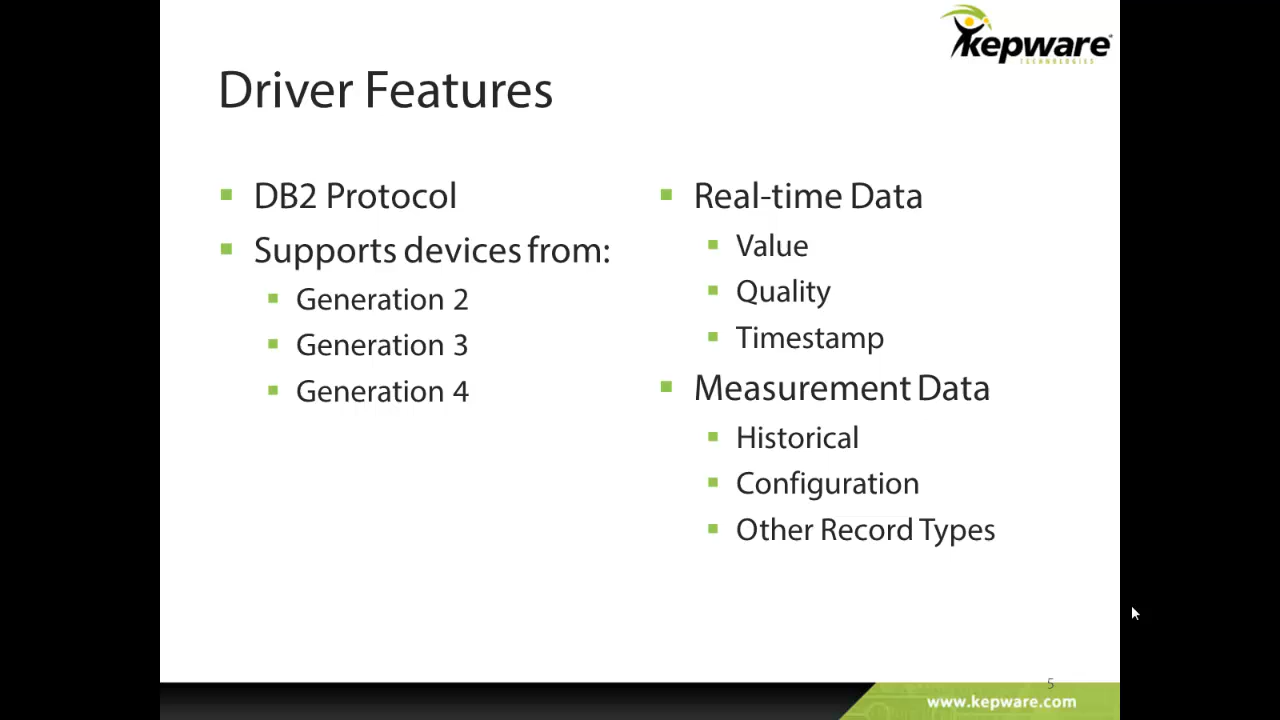 kepware
TECHNOLOGIES
Driver Features
DB2 Protocol
Supports devices from:
Generation 2
Generation 3
Generation 4
Real-time Data
Value
Quality
Timestamp
Measurement Data
Historical
Configuration
Other Record Types
5
www.kepware.com